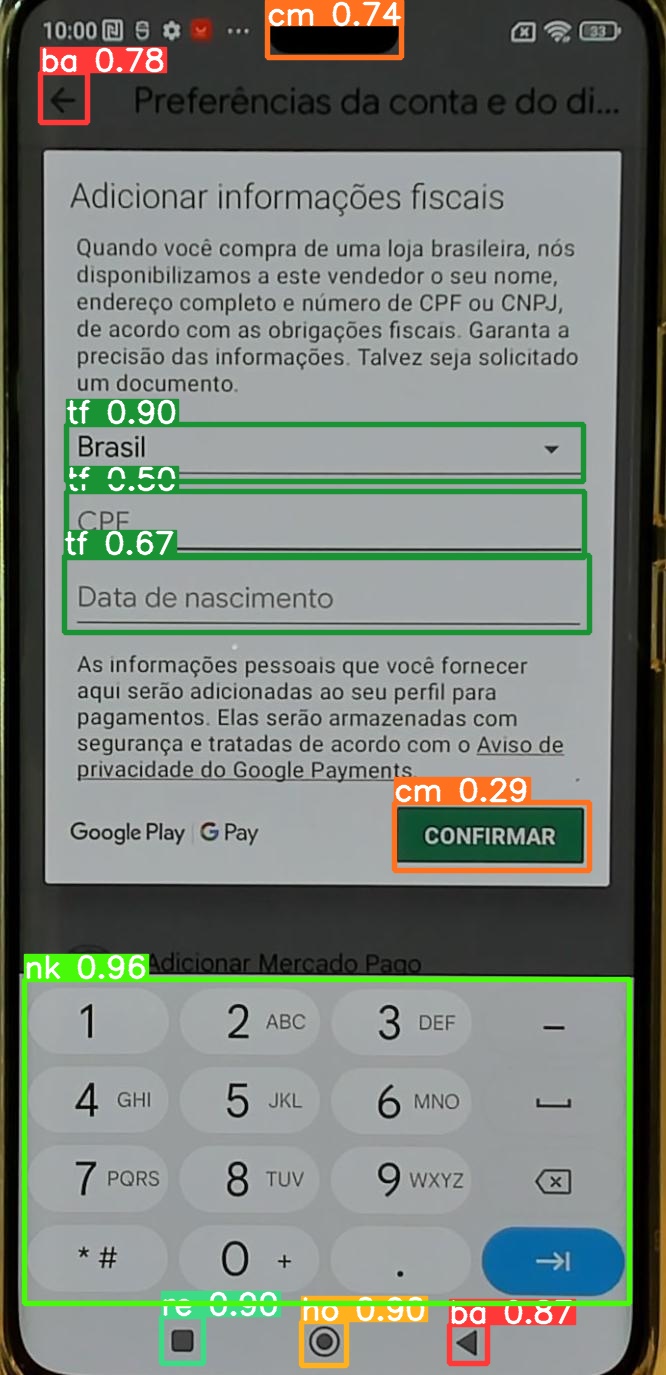 10:00
cm 0.74
33
ba 0.78
Preferências da conta e do di...
Adicionar informações fiscais
Quando você compra de uma loja brasileira, nós
disponibilizamos a este vendedor o seu nome,
endereço completo e número de CPF ou CNPJ,
de acordo com as obrigações fiscais. Garanta a
precisão das informações. Talvez seja solicitado
um documento.
tf 0.90
Brasil
tf 0.50
CPF
tf 0.67
Data de nascimento
As informações pessoais que você fornecer
aqui serão adicionadas ao seu perfil para
pagamentos. Elas serão armazenadas com
segurança e tratadas de acordo com o Aviso de
privacidade do Google Payments.
cm 0.29
Google Play | G Pay
CONFIRMAR
Adicionar Mercado Pago
nk 0.96
1 2 ABC 3 DEF –
4 GHI 5 JKL 6 MNO
7 PQRS 8 TUV 9 WXYZ
* # 0 + .
re 0.90 ho 0.90 ba 0.87